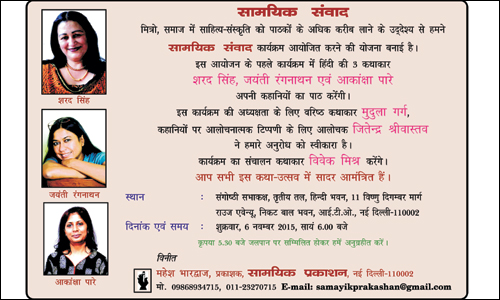 सामयिक संवाद
मित्रो, समाज में साहित्य-संस्कृति को पाठकों के अधिक करीब लाने के उद्देश्य से हमने
सामयिक संवाद कार्यक्रम आयोजित करने की योजना बनाई है।
इस आयोजन के पहले कार्यक्रम में हिंदी की 3 कथाकार
शरद सिंह, जयंती रंगनाथन एवं आकांक्षा पारे
अपनी कहानियों का पाठ करेंगी।
इस कार्यक्रम की अध्यक्षता के लिए वरिष्ठ कथाकार मृदुला गर्ग,
कहानियों पर आलोचनात्मक टिप्पणी के लिए आलोचक जितेन्द्र श्रीवास्तव
ने हमारे अनुरोध को स्वीकारा है।
कार्यक्रम का संचालन कथाकार विवेक मिश्र करेंगे।
आप सभी इस कथा-उत्सव में सादर आमंत्रित हैं।
शरद सिंह
जयंती रंगनाथन
आकांक्षा पारे
स्थान : संगोष्ठी सभाकक्ष, तृतीय तल, हिन्दी भवन, 11 विष्णु दिगम्बर मार्ग
राउज एवेन्यू, निकट बाल भवन, आई.टी.ओ., नई दिल्ली-110002
दिनांक एवं समय : शुक्रवार, 6 नवम्बर 2015, सायं 6.00 बजे
कृपया 5.30 बजे जलपान पर सम्मिलित होकर हमें अनुग्रहीत करें।
विनीत
महेश भारद्वाज, प्रकाशक, सामयिक प्रकाशन, नई दिल्ली-110002
मो. 09868934715, 011-23270715 E-mail: samayikprakashan@gmail.com